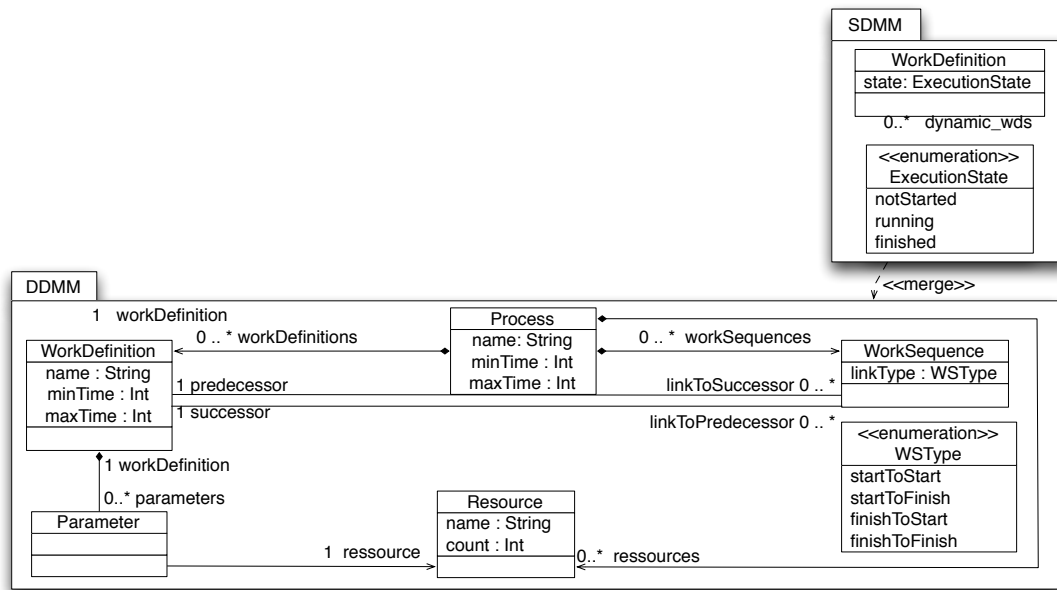 SDMM
WorkDefinition
state: ExecutionState
0..* dynamic_wds
<<enumeration>>
ExecutionState
notStarted
running
finished
<<merge>>
DDMM
1 workDefinition
0 .. * workDefinitions
Process
name: String
minTime : Int
maxTime : Int
0 .. * workSequences
WorkDefinition
name : String
minTime : Int
maxTime : Int
WorkSequence
linkType : WSType
1 predecessor
linkToSuccessor 0 .. *
1 successor
linkToPredecessor 0 .. *
<<enumeration>>
WSType
startToStart
startToFinish
finishToStart
finishToFinish
1 workDefinition
0..* parameters
Parameter
Resource
name : String
count : Int
1 ressource
0..* ressources